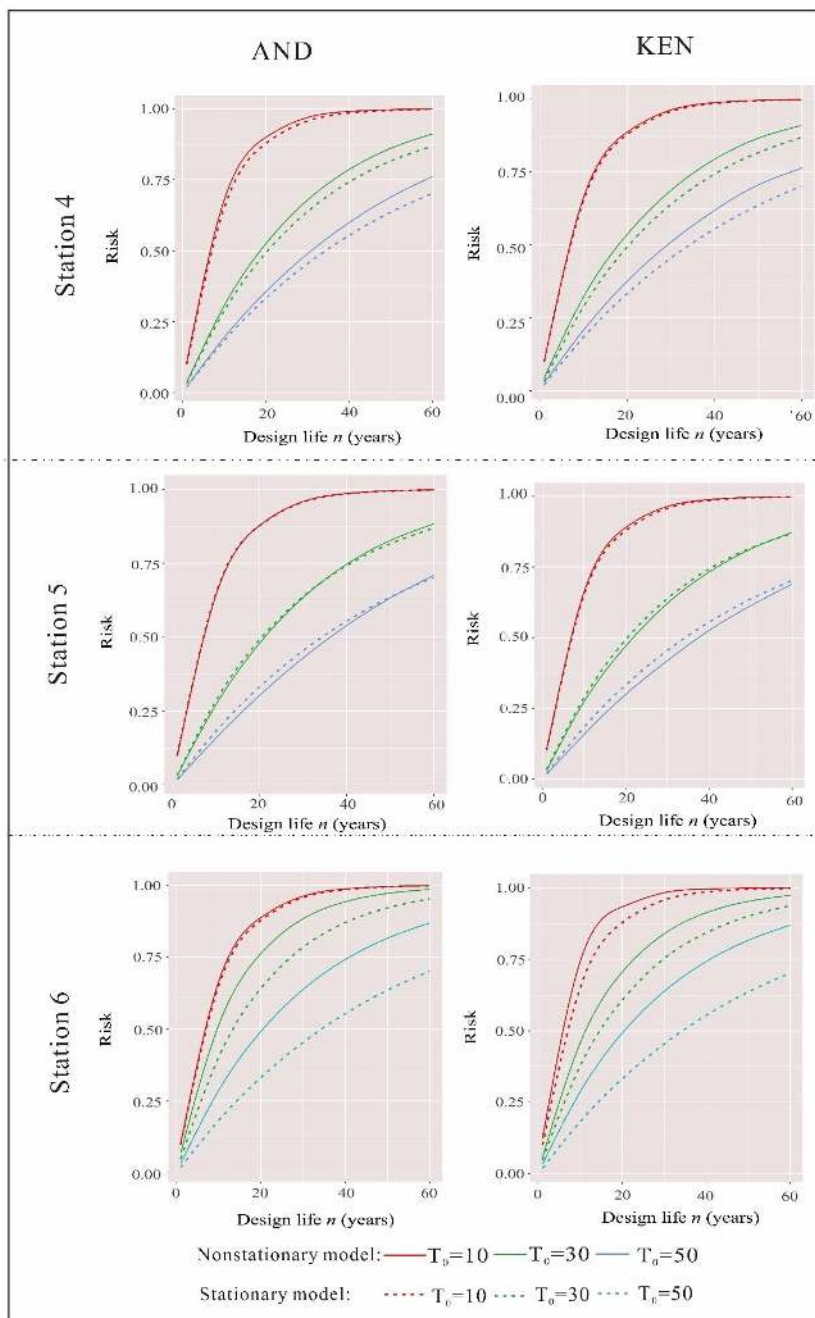 AND KEN
Station 4
Risk
1.00
0.75
0.50
0.25
0.00
0 20 40 60
Design life n (years)
Risk
1.00
0.75
0.50
0.25
0.00
0 20 40 60
Design life n (years)
Station 5
Risk
1.00
0.75
0.50
0.25
0.00
0 20 40 60
Design life n (years)
Risk
1.00
0.75
0.50
0.25
0.00
0 20 40 60
Design life n (years)
Station 6
Risk
1.00
0.75
0.50
0.25
0.00
0 20 40 60
Design life n (years)
Risk
1.00
0.75
0.50
0.25
0.00
0 20 40 60
Design life n (years)
Nonstationary model: T₀=10 T₀=30 T₀=50
Stationary model: T₀=10 T₀=30 T₀=50